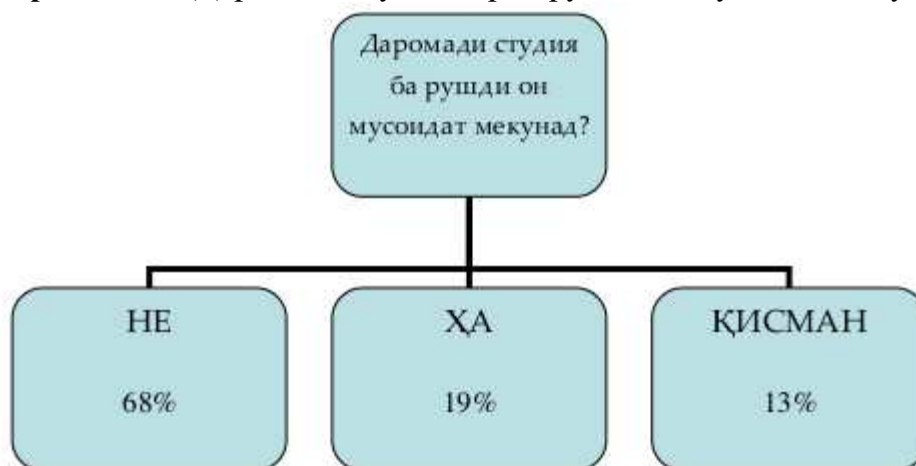 Даромади студия
ба рушди он
мусоидат мекунад?
НЕ
ҲА
ҚИСМАН
68%
19%
13%